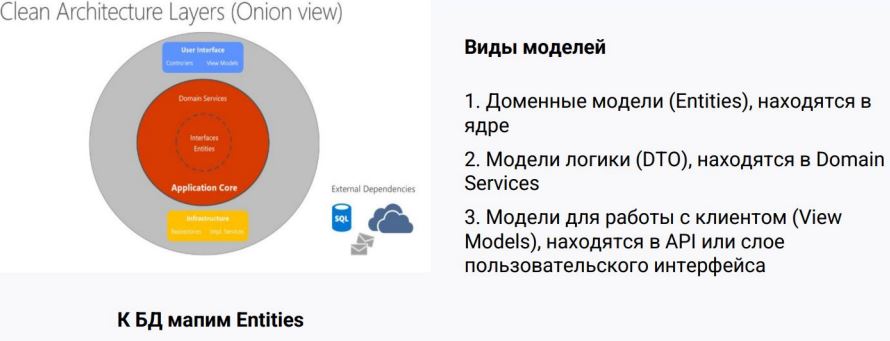 Clean Architecture Layers (Onion view)
User Interface
Controllers View Models
Domain Services
Interfaces
Entities
Application Core
Infrastructure
Repositories Impl. Services
External Dependencies
SQL
К БД мапим Entities
Виды моделей
1. Доменные модели (Entities), находятся в
ядре
2. Модели логики (DTO), находятся в Domain
Services
3. Модели для работы с клиентом (View
Models), находятся в API или слое
пользовательского интерфейса